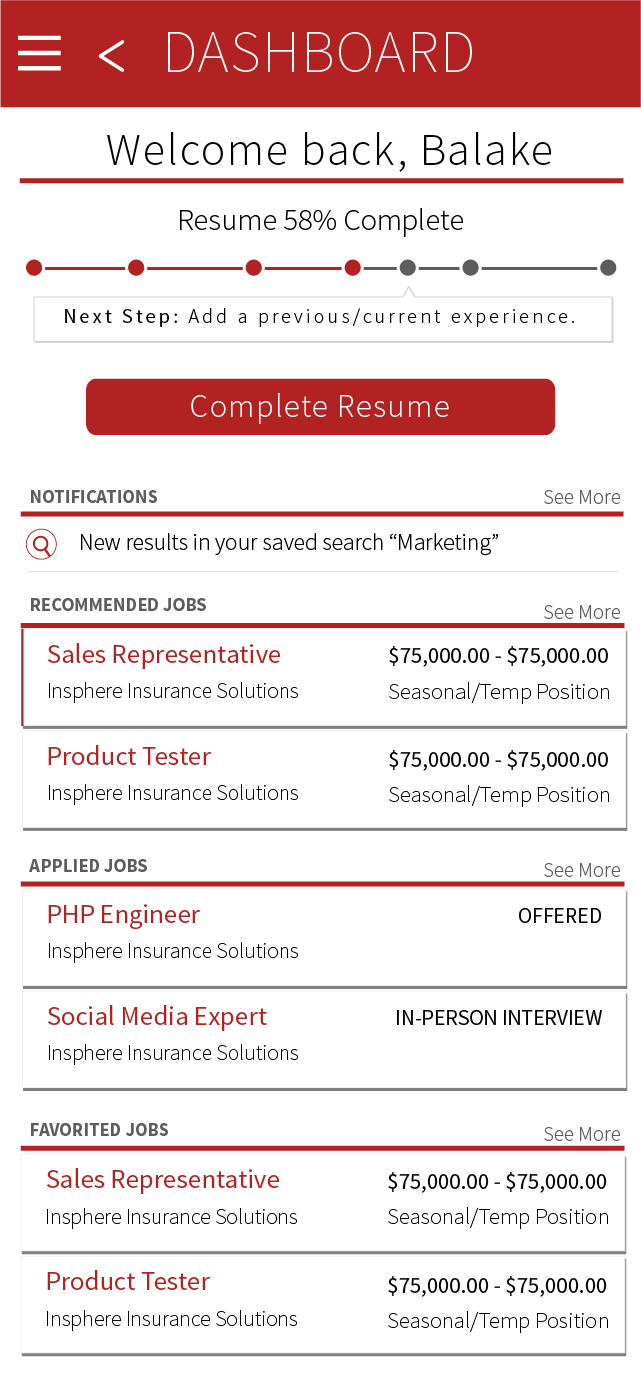 DASHBOARD
Welcome back, Balake
Resume 58% Complete
Next Step: Add a previous/current experience.
Complete Resume
NOTIFICATIONS See More
New results in your saved search “Marketing”
RECOMMENDED JOBS See More
Sales Representative $75,000.00 - $75,000.00
Insphere Insurance Solutions Seasonal/Temp Position
Product Tester $75,000.00 - $75,000.00
Insphere Insurance Solutions Seasonal/Temp Position
APPLIED JOBS See More
PHP Engineer OFFERED
Insphere Insurance Solutions
Social Media Expert IN-PERSON INTERVIEW
Insphere Insurance Solutions
FAVORITED JOBS See More
Sales Representative $75,000.00 - $75,000.00
Insphere Insurance Solutions Seasonal/Temp Position
Product Tester $75,000.00 - $75,000.00
Insphere Insurance Solutions Seasonal/Temp Position